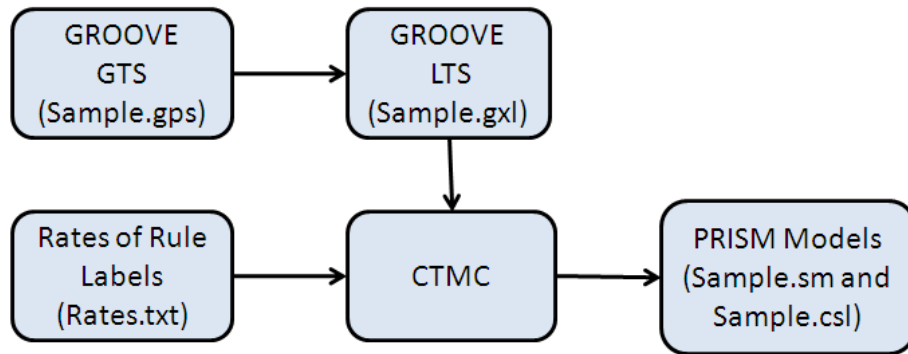 GROOVE
GTS
(Sample.gps)
GROOVE
LTS
(Sample.gxl)
Rates of Rule
Labels
(Rates.txt)
CTMC
PRISM Models
(Sample.sm and
Sample.csl)